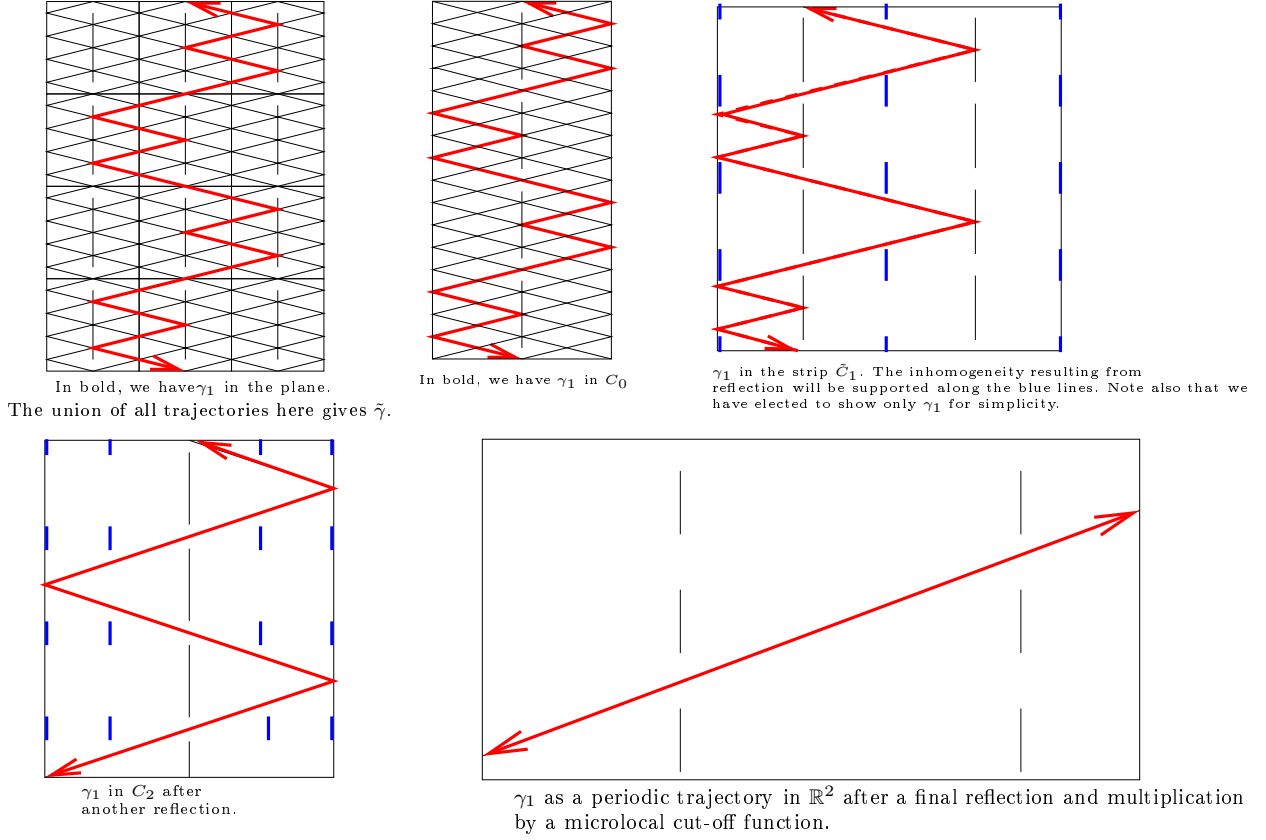 In bold, we haveγ₁ in the plane.
The union of all trajectories here gives γ̃.
In bold, we have γ₁ in C₀
γ₁ in the strip C̃₁. The inhomogeneity resulting from
reflection will be supported along the blue lines. Note also that we
have elected to show only γ₁ for simplicity.
γ₁ in C₂ after
another reflection.
γ₁ as a periodic trajectory in ℝ² after a final reflection and multiplication
by a microlocal cut-off function.